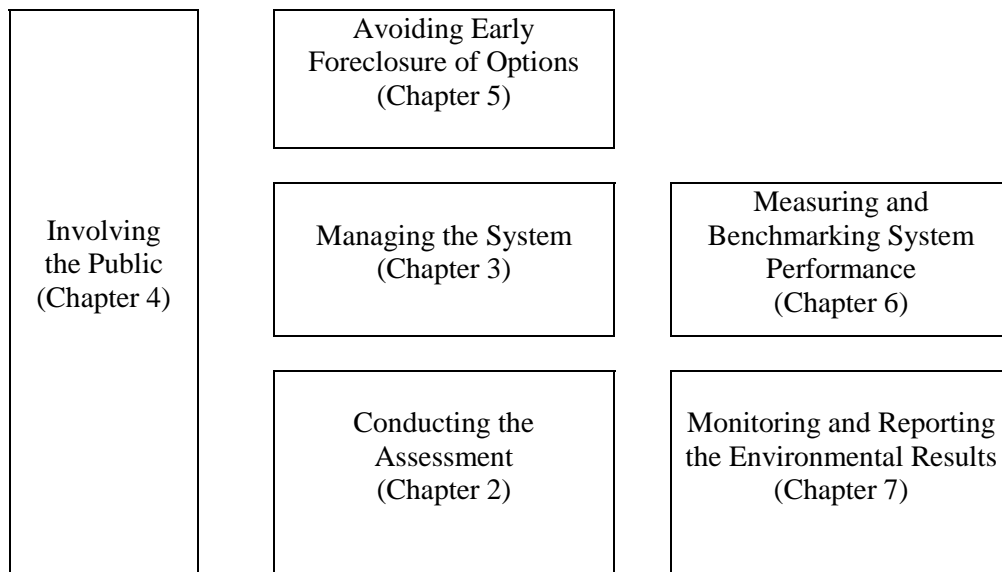 Involving
the Public
(Chapter 4)
Avoiding Early
Foreclosure of Options
(Chapter 5)
Managing the System
(Chapter 3)
Measuring and
Benchmarking System
Performance
(Chapter 6)
Conducting the
Assessment
(Chapter 2)
Monitoring and Reporting
the Environmental Results
(Chapter 7)